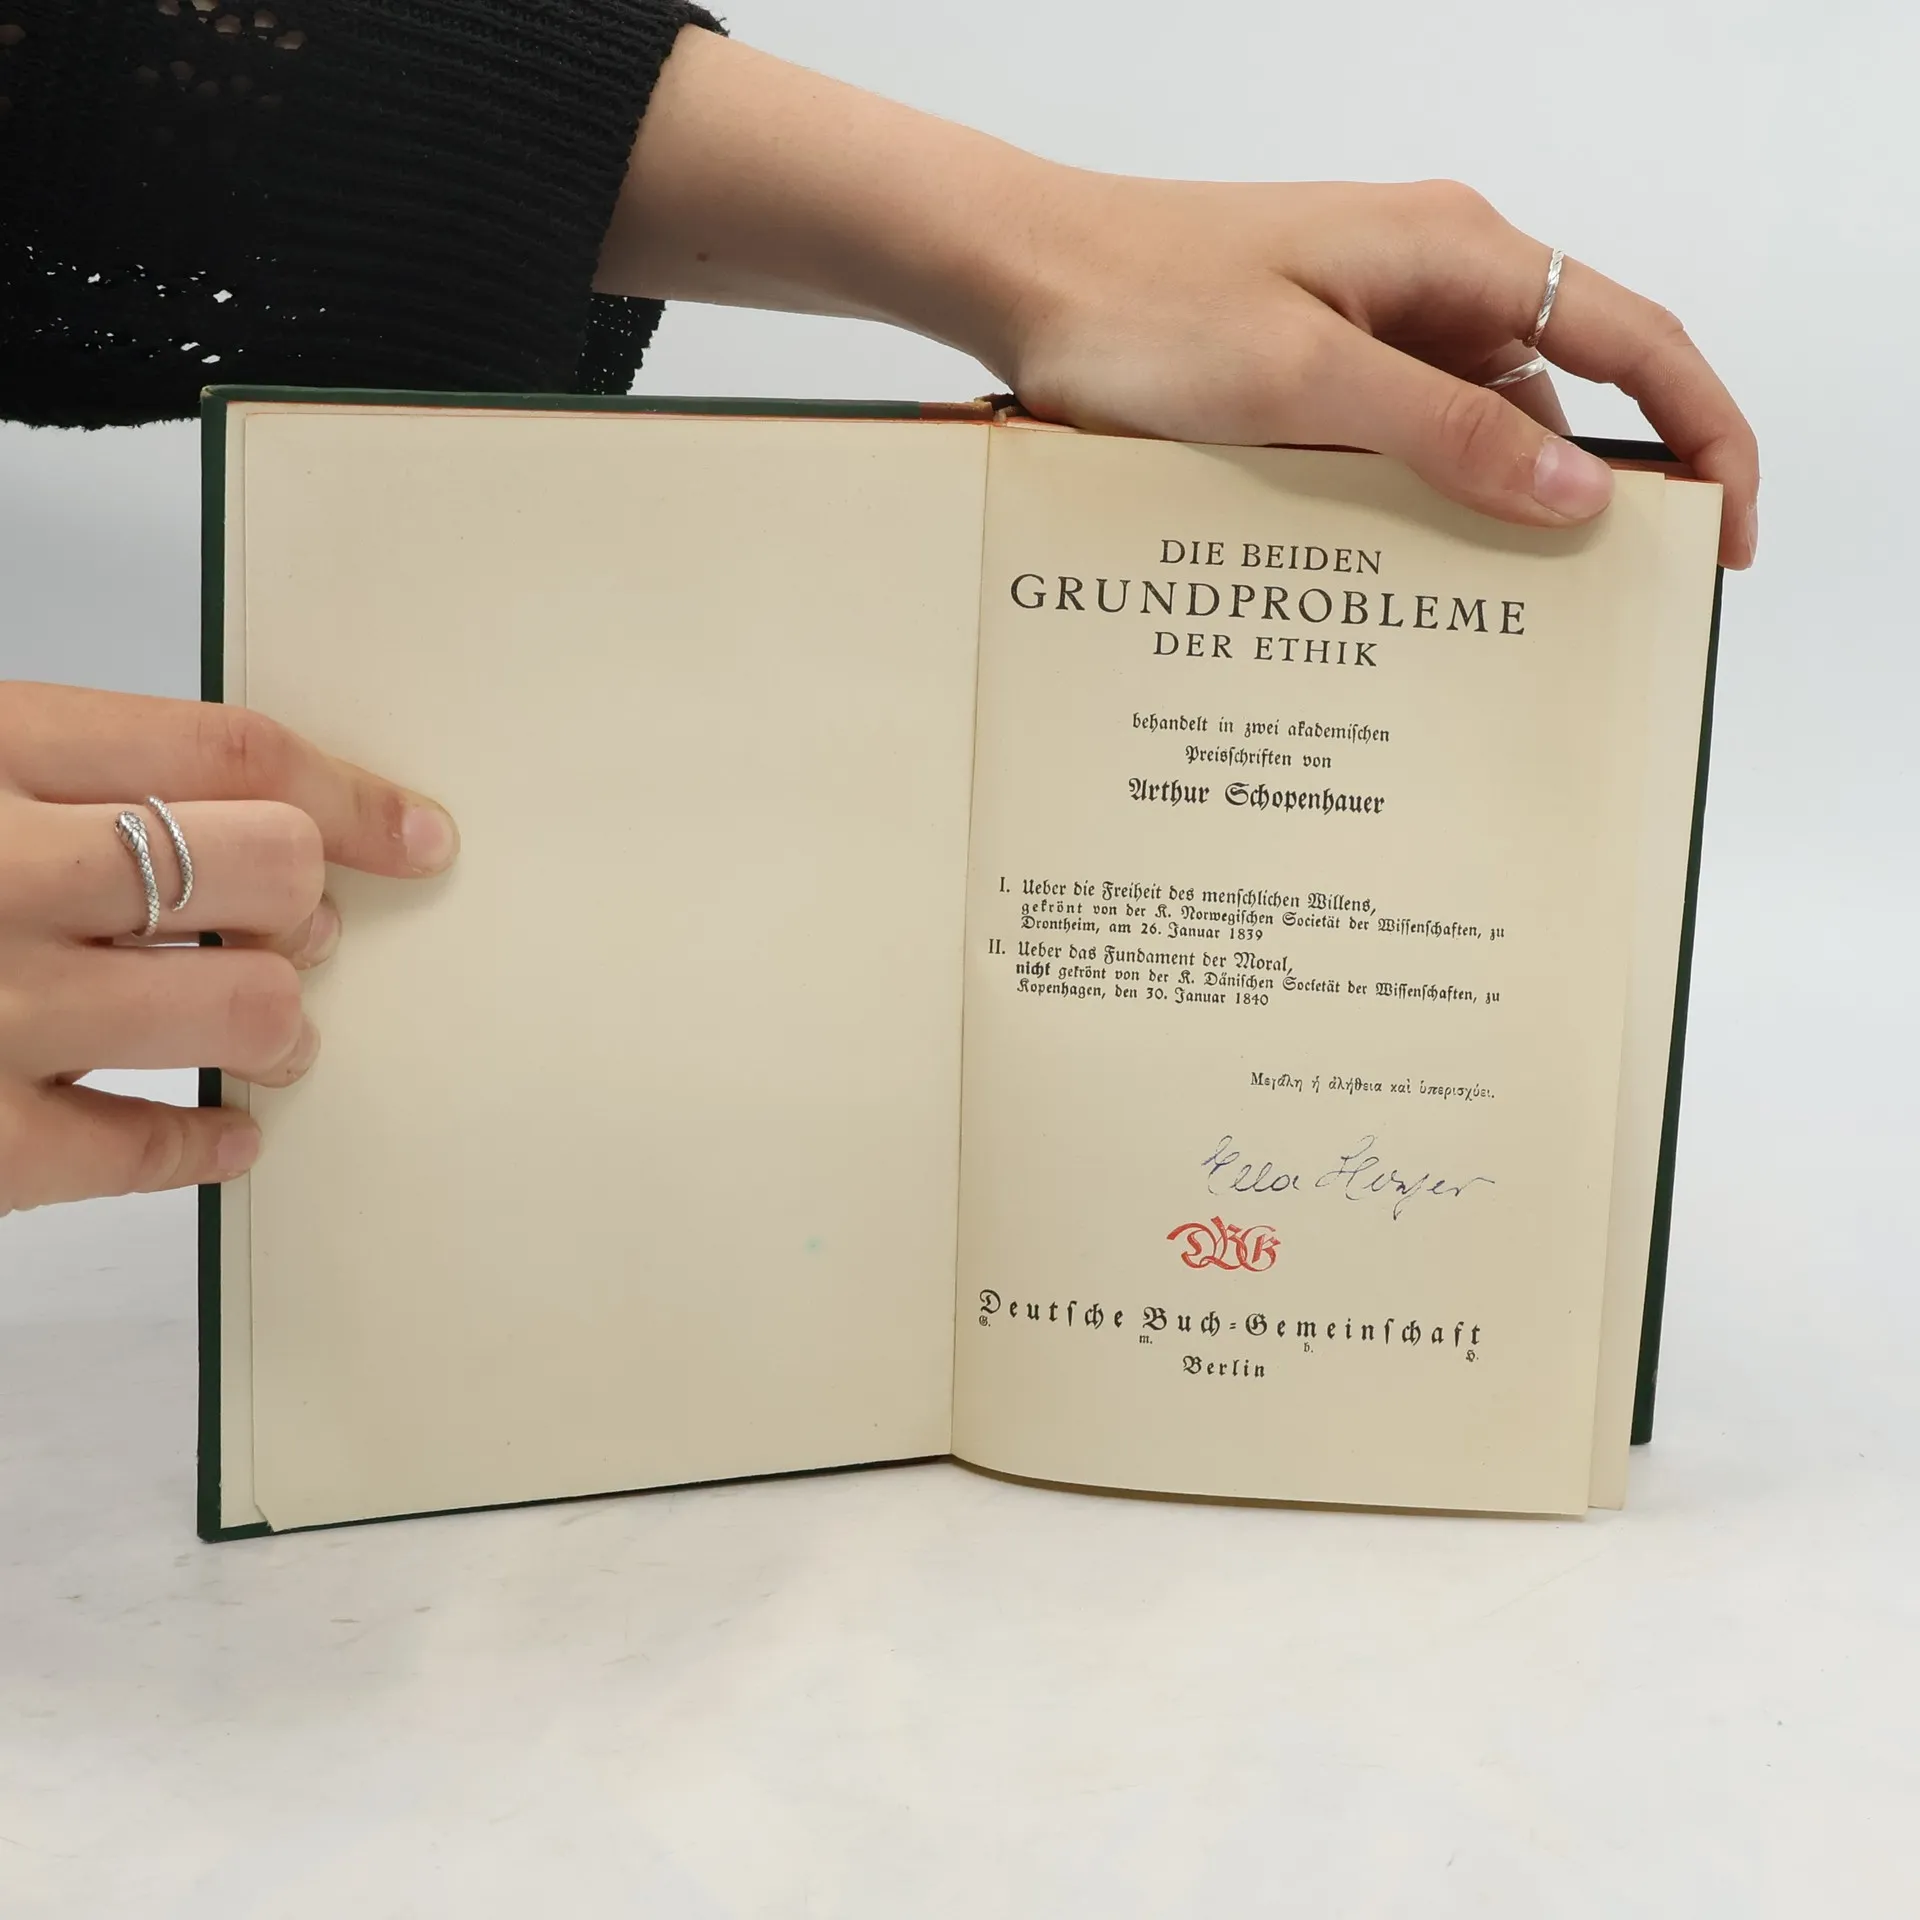 DIE BEIDEN
GRUNDPROBLEME
DER ETHIK
behandelt in zwei akademiſchen
Preisſchriften von
Arthur Schopenhauer
I. Ueber die Freiheit des menſchlichen Willens,
gekrönt von der K. Norwegiſchen Societät der Wiſſenſchaften, zu
Drontheim, am 26. Januar 1839
II. Ueber das Fundament der Moral,
nicht gekrönt von der K. Däniſchen Societät der Wiſſenſchaften, zu
Kopenhagen, den 30. Januar 1840
Μεγάλη ἡ ἀλήθεια καὶ ὑπερισχύει.
Ella
DBG
Deutſche Buch-Gemeinſchaft
G. m. b. H.
Berlin